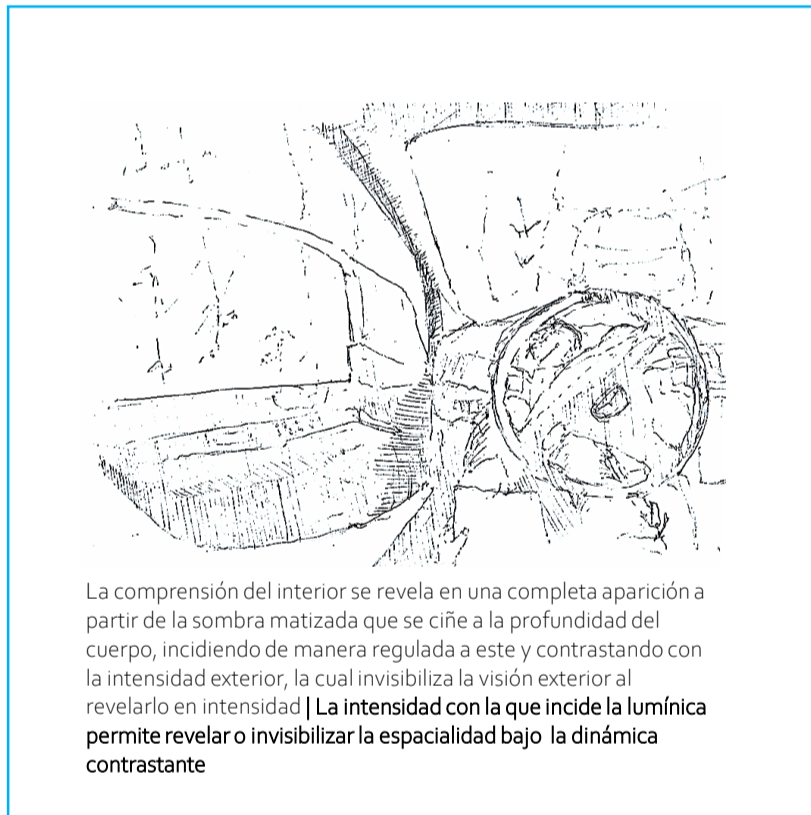 La comprensión del interior se revela en una completa aparición a
partir de la sombra matizada que se ciñe a la profundidad del
cuerpo, incidiendo de manera regulada a este y contrastando con
la intensidad exterior, la cual invisibiliza la visión exterior al
revelarlo en intensidad | La intensidad con la que incide la lumínica
permite revelar o invisibilizar la espacialidad bajo la dinámica
contrastante